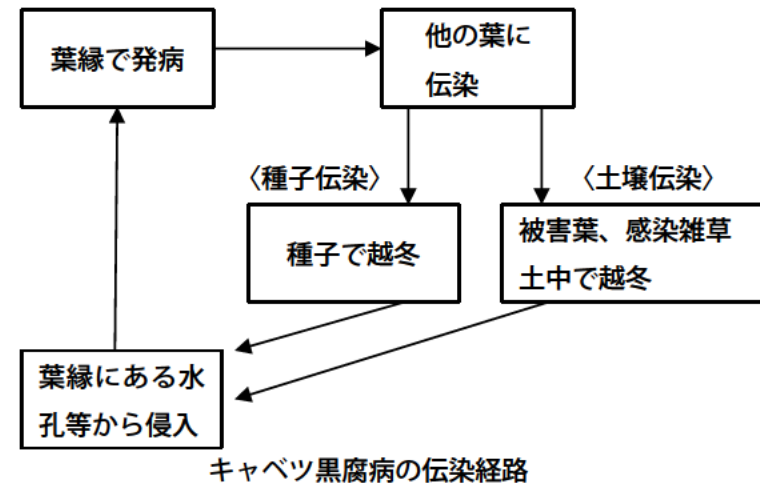 葉縁で発病
他の葉に
伝染
〈種子伝染〉
〈土壌伝染〉
種子で越冬
被害葉、感染雑草
土中で越冬
葉縁にある水
孔等から侵入
キャベツ黒腐病の伝染経路